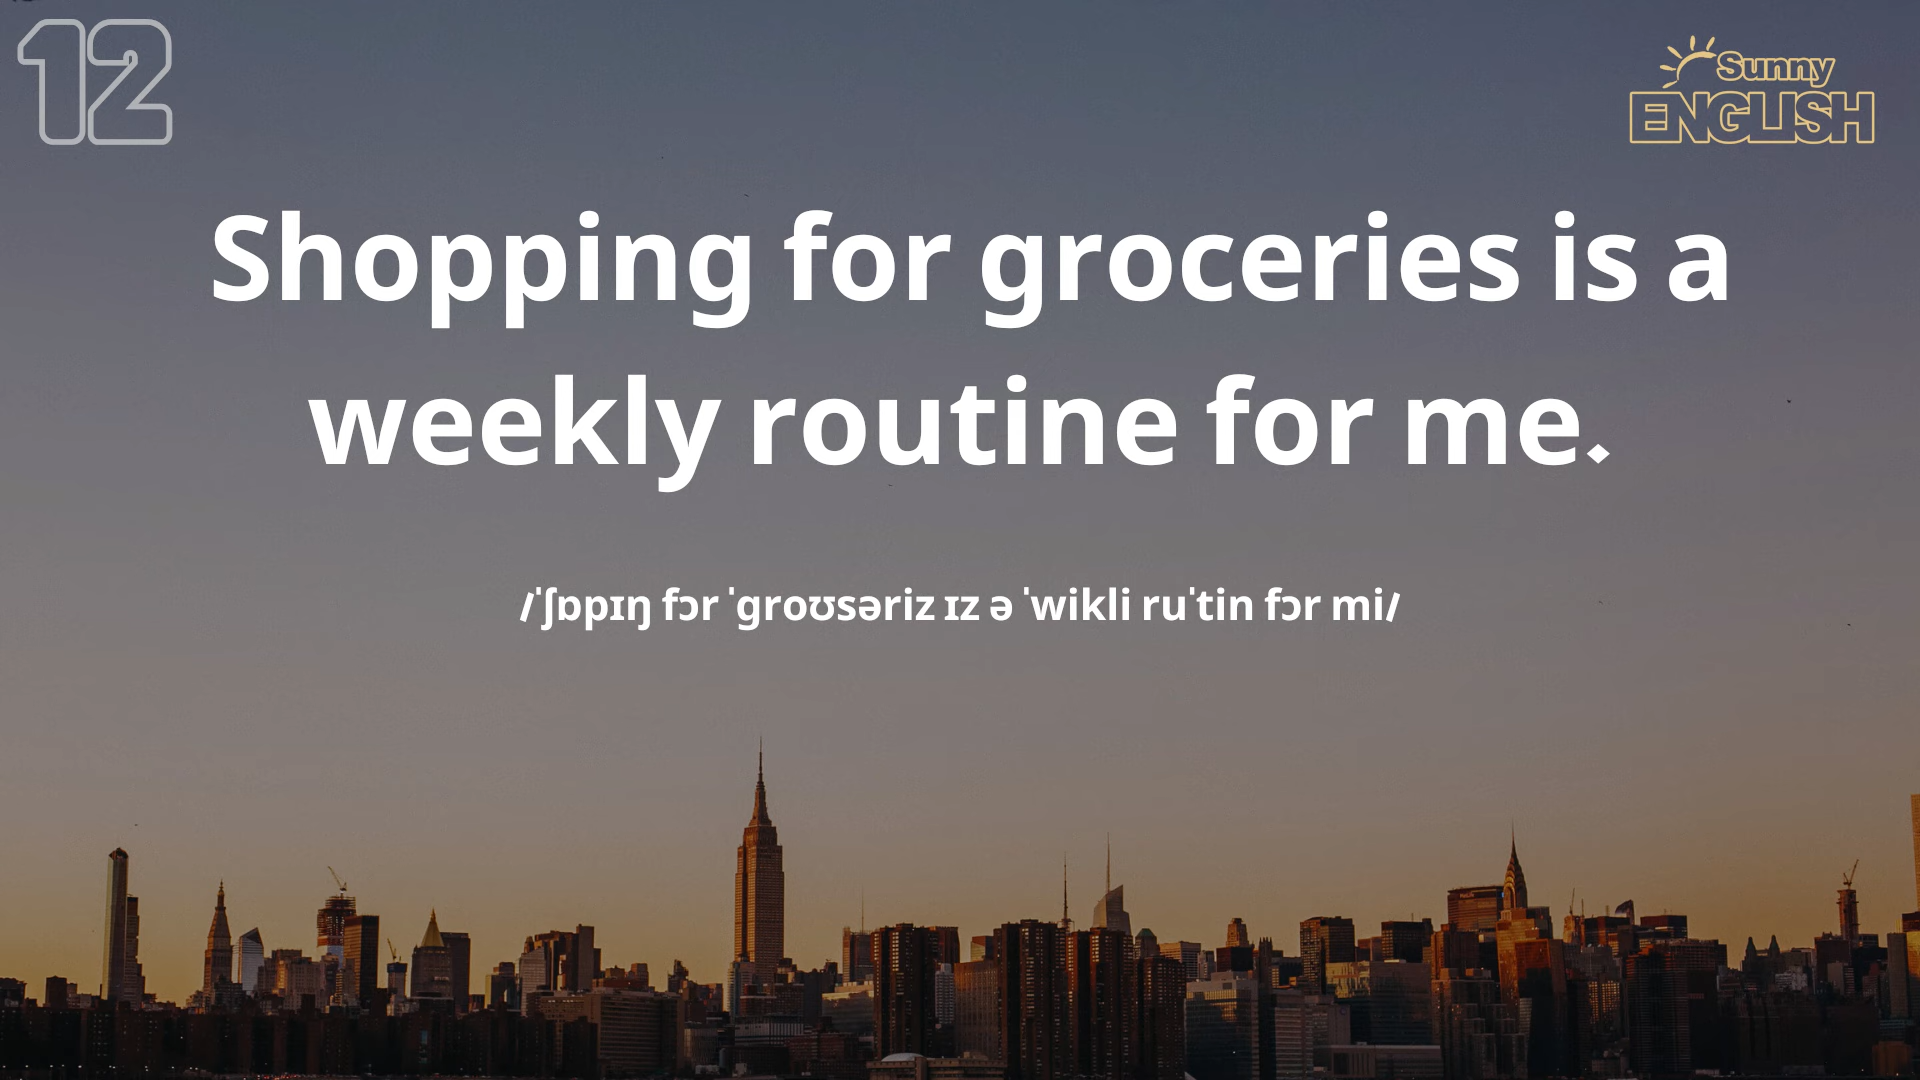 12
Sunny
ENGLISH
Shopping for groceries is a
weekly routine for me.
/ˈʃɒpɪŋ fɔr ˈɡroʊsəriz ɪz ə ˈwikli ruˈtin fɔr mi/